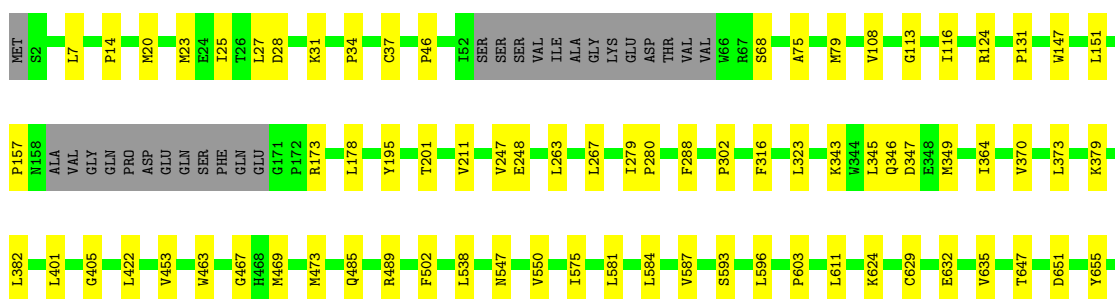 MET S2 L7 P14 M20 M23 E24 I25 T26 L27 D28 K31 P34 C37 P46 I52 SER SER SER VAL ILE ALA GLY LYS GLU ASP THR VAL VAL W66 R67 S68 A75 M79 V108 G113 I116 R124 P131 W147 L151
P157 N158 ALA VAL GLY GLN PRO ASP GLU GLN SER PHE GLN GLU G171 P172 R173 L178 Y195 T201 V211 V247 E248 L263 L267 I279 P280 F288 P302 F316 L323 K343 W344 L345 Q346 D347 E348 M349 I364 V370 L373 K379
L382 L401 G405 L422 V453 W463 G467 H468 M469 M473 Q485 R489 F502 L538 N547 V550 I575 L581 L584 V587 S593 L596 P603 L611 K624 C629 E632 V635 T647 D651 Y655